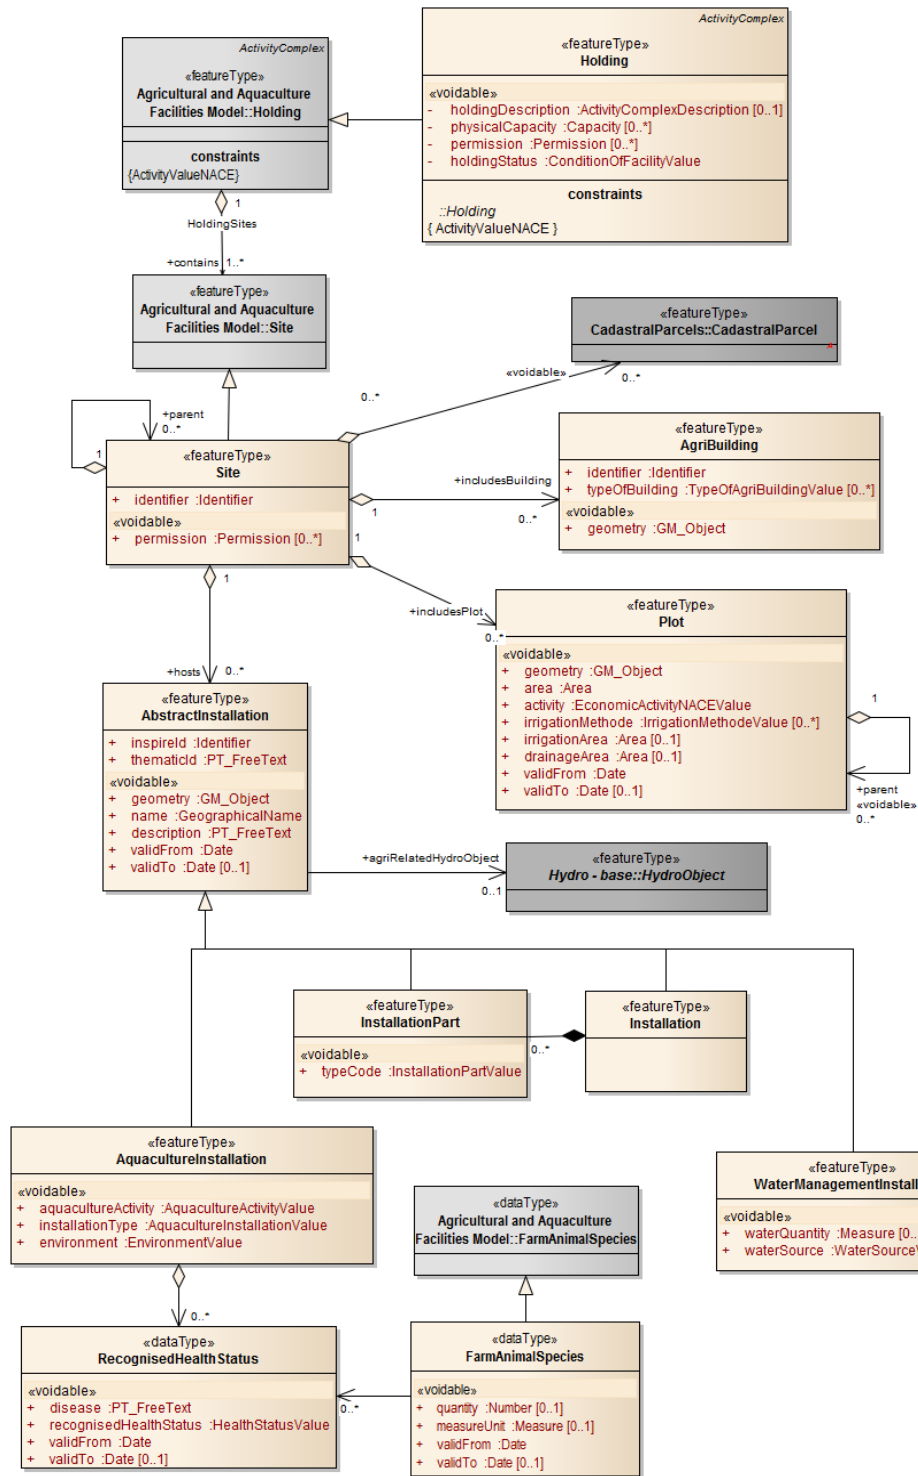 ActivityComplex
«featureType»
Agricultural and Aquaculture
Facilities Model::Holding
constraints
{ActivityValueNACE}
ActivityComplex
«featureType»
Holding
«voidable»
- holdingDescription :ActivityComplexDescription [0..1]
- physicalCapacity :Capacity [0..*]
- permission :Permission [0..*]
- holdingStatus :ConditionOfFacilityValue
constraints
::Holding
{ ActivityValueNACE }
1
HoldingSites
+contains 1..*
«featureType»
Agricultural and Aquaculture
Facilities Model::Site
«featureType»
CadastralParcels::CadastralParcel
«voidable»
0..*
0..*
+parent
0..*
1
«featureType»
Site
+ identifier :Identifier
«voidable»
+ permission :Permission [0..*]
«featureType»
AgriBuilding
+ identifier :Identifier
+ typeOfBuilding :TypeOfAgriBuildingValue [0..*]
«voidable»
+ geometry :GM_Object
+includesBuilding
1
0..*
1
+includesPlot
0..*
1
+hosts 0..*
«featureType»
Plot
«voidable»
+ geometry :GM_Object
+ area :Area
+ activity :EconomicActivityNACEValue
+ irrigationMethode :IrrigationMethodeValue [0..*]
+ irrigationArea :Area [0..1]
+ drainageArea :Area [0..1]
+ validFrom :Date
+ validTo :Date [0..1]
1
+parent
«voidable»
0..*
«featureType»
AbstractInstallation
+ inspireId :Identifier
+ thematicId :PT_FreeText
«voidable»
+ geometry :GM_Object
+ name :GeographicalName
+ description :PT_FreeText
+ validFrom :Date
+ validTo :Date [0..1]
+agriRelatedHydroObject
0..1
«featureType»
Hydro - base::HydroObject
«featureType»
InstallationPart
«voidable»
+ typeCode :InstallationPartValue
0..*
«featureType»
Installation
«featureType»
AquacultureInstallation
«voidable»
+ aquacultureActivity :AquacultureActivityValue
+ installationType :AquacultureInstallationValue
+ environment :EnvironmentValue
«featureType»
WaterManagementInstall
«voidable»
+ waterQuantity :Measure [0..
+ waterSource :WaterSourceV
«dataType»
Agricultural and Aquaculture
Facilities Model::FarmAnimalSpecies
0..*
«dataType»
RecognisedHealthStatus
«voidable»
+ disease :PT_FreeText
+ recognisedHealthStatus :HealthStatusValue
+ validFrom :Date
+ validTo :Date [0..1]
0..*
«dataType»
FarmAnimalSpecies
«voidable»
+ quantity :Number [0..1]
+ measureUnit :Measure [0..1]
+ validFrom :Date
+ validTo :Date [0..1]